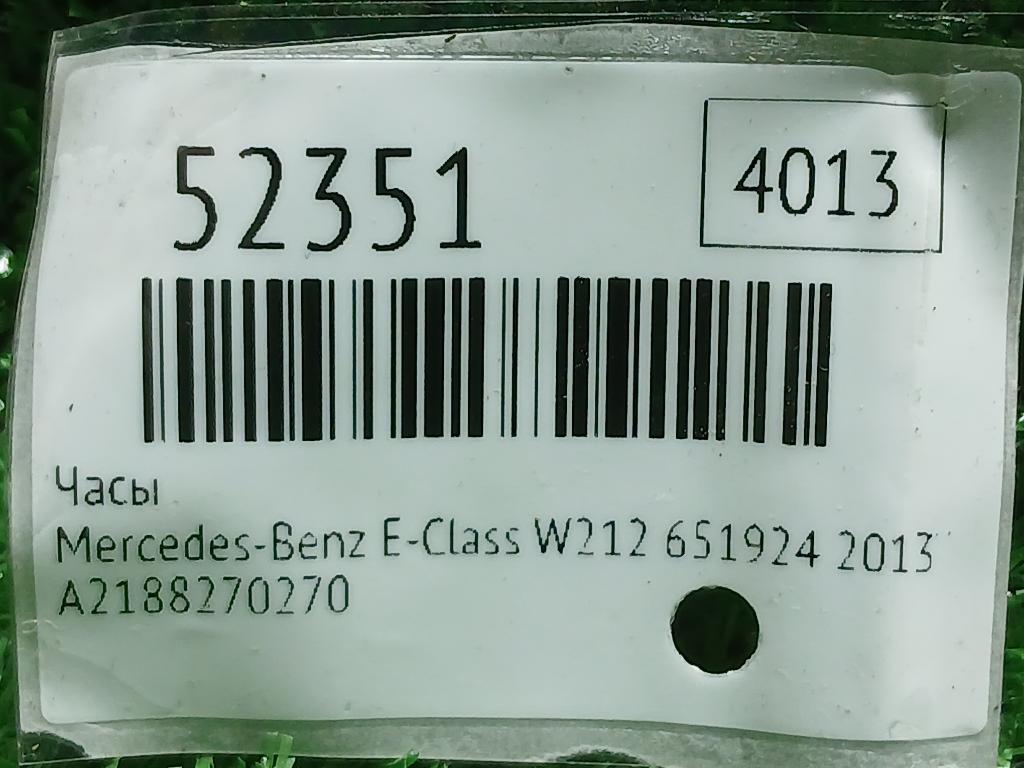 52351
4013
Часы
Mercedes-Benz E-Class W212 651924 2013
A2188270270